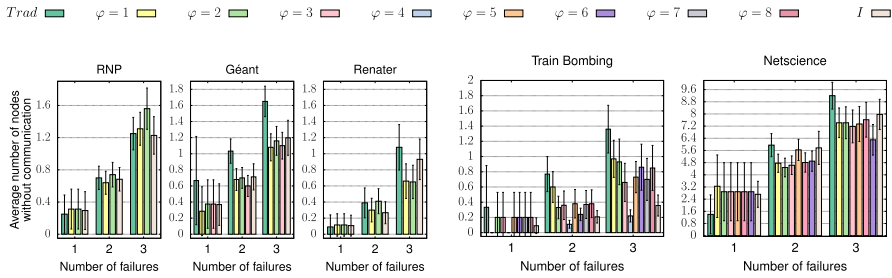 Trad φ = 1 φ = 2 φ = 3 φ = 4 φ = 5 φ = 6 φ = 7 φ = 8 I
RNP
Géant
Renater
Train Bombing
Netscience
Average number of nodes
without communication
1.6
1.2
0.8
0.4
0
1 2 3
Number of failures
1.8
1.6
1.4
1.2
1
0.8
0.6
0.4
0.2
0
1 2 3
Number of failures
1.8
1.6
1.4
1.2
1
0.8
0.6
0.4
0.2
0
1 2 3
Number of failures
2
1.8
1.6
1.4
1.2
1
0.8
0.6
0.4
0.2
0
1 2 3
Number of failures
9.6
8.8
8
7.2
6.4
5.6
4.8
4
3.2
2.4
1.6
0.8
0
1 2 3
Number of failures